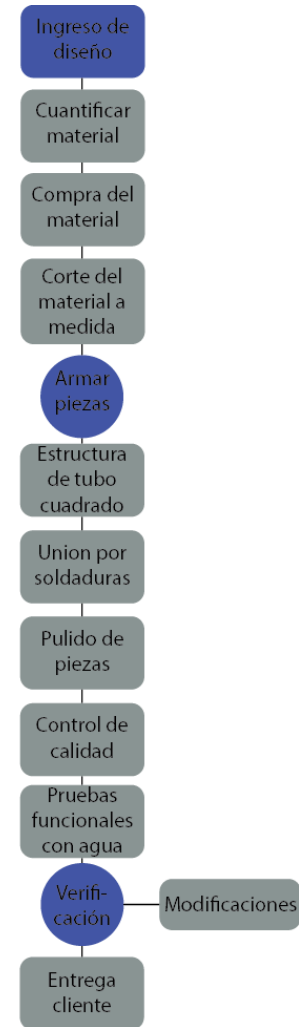 Ingreso de
diseño
Cuantificar
material
Compra del
material
Corte del
material a
medida
Armar
piezas
Estructura
de tubo
cuadrado
Union por
soldaduras
Pulido de
piezas
Control de
calidad
Pruebas
funcionales
con agua
Verifi-
cación
Modificaciones
Entrega
cliente